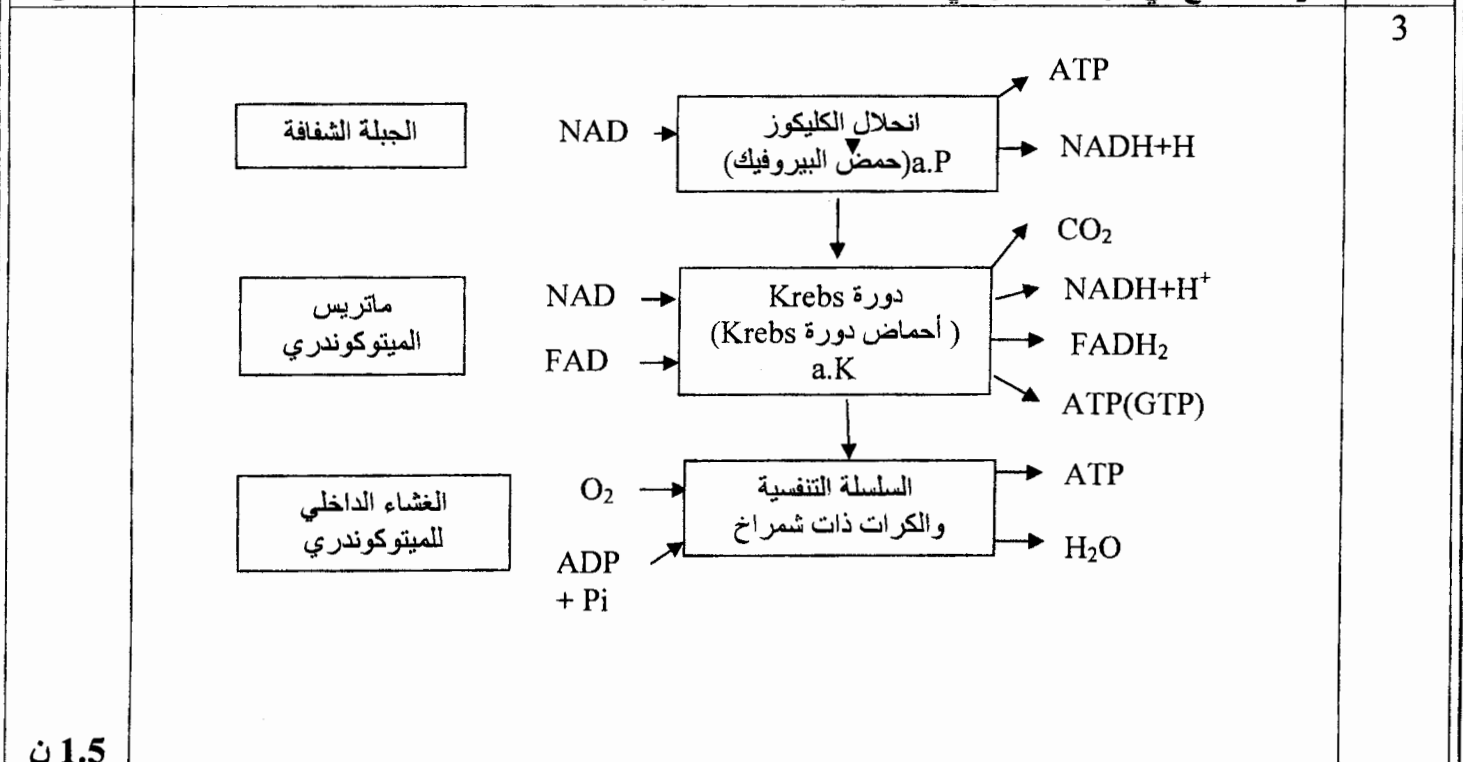 3
الجبلة الشفافة
NAD
انحلال الكليكوز
a.P(حمض البيروفيك)
ATP
NADH+H
ماتريس
الميتوكوندري
NAD
FAD
دورة Krebs
( أحماض دورة Krebs)
a.K
CO₂
NADH+H⁺
FADH₂
ATP(GTP)
الغشاء الداخلي
للميتوكوندري
O₂
ADP
+ Pi
السلسلة التنفسية
والكرات ذات شمراخ
ATP
H₂O
1.5 ن